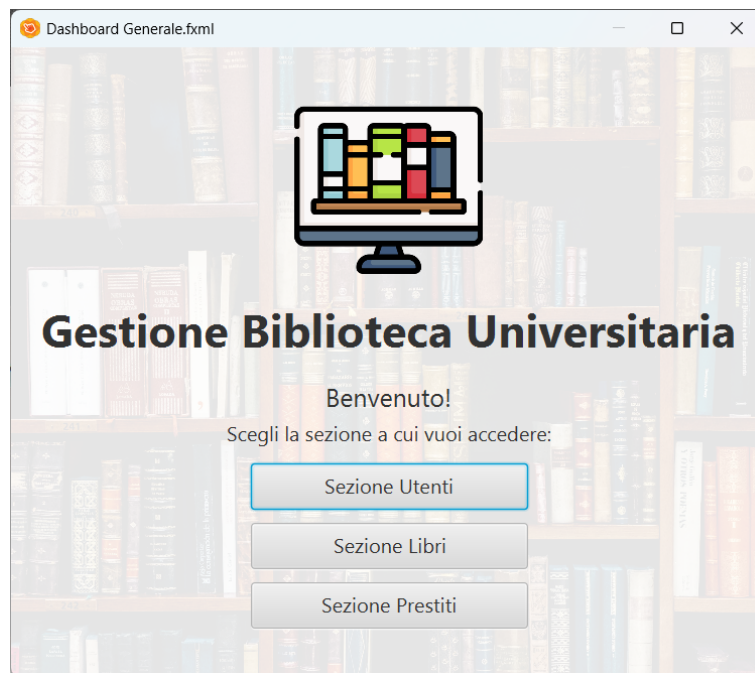 Dashboard Generale.fxml
Gestione Biblioteca Universitaria
Benvenuto!
Scegli la sezione a cui vuoi accedere:
Sezione Utenti
Sezione Libri
Sezione Prestiti